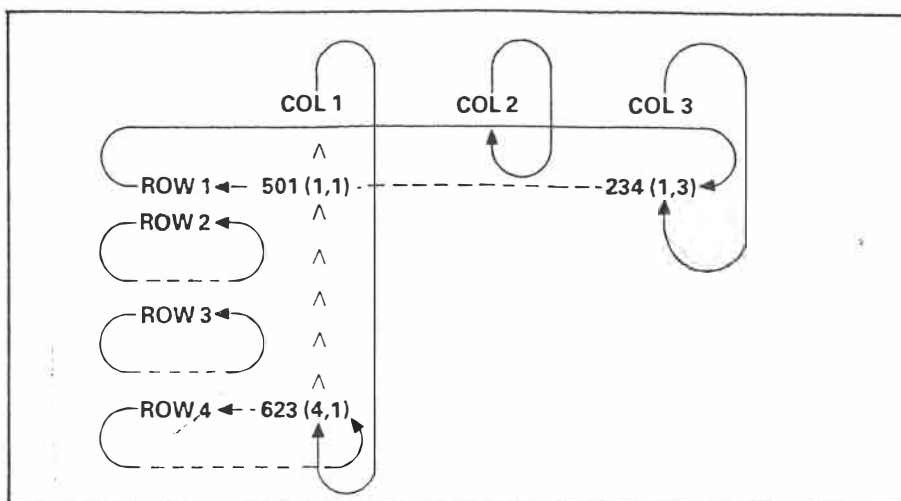 COL 1 COL 2 COL 3
ROW 1 501 (1,1) 234 (1,3)
ROW 2
ROW 3
ROW 4 623 (4,1)